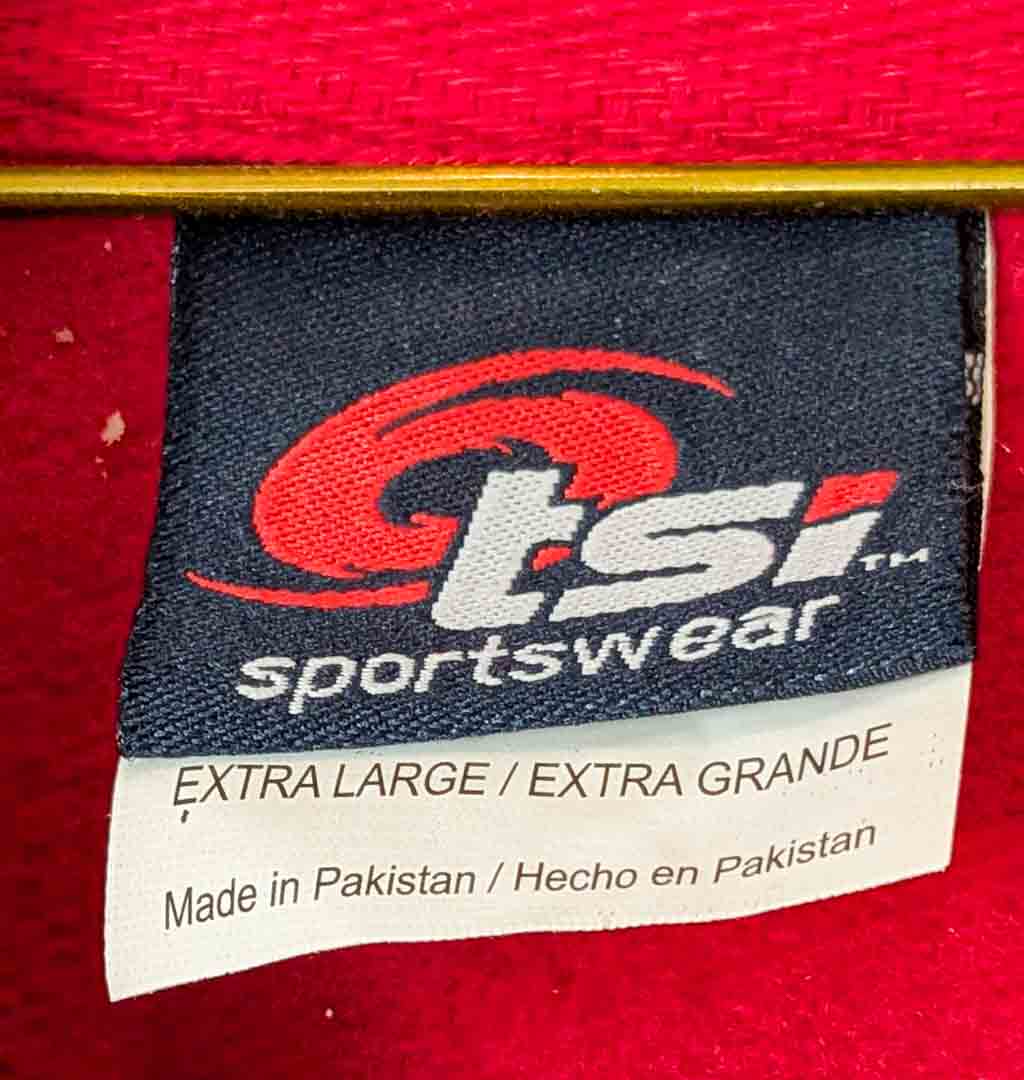 tsi™
sportswear
EXTRA LARGE / EXTRA GRANDE
Made in Pakistan / Hecho en Pakistan